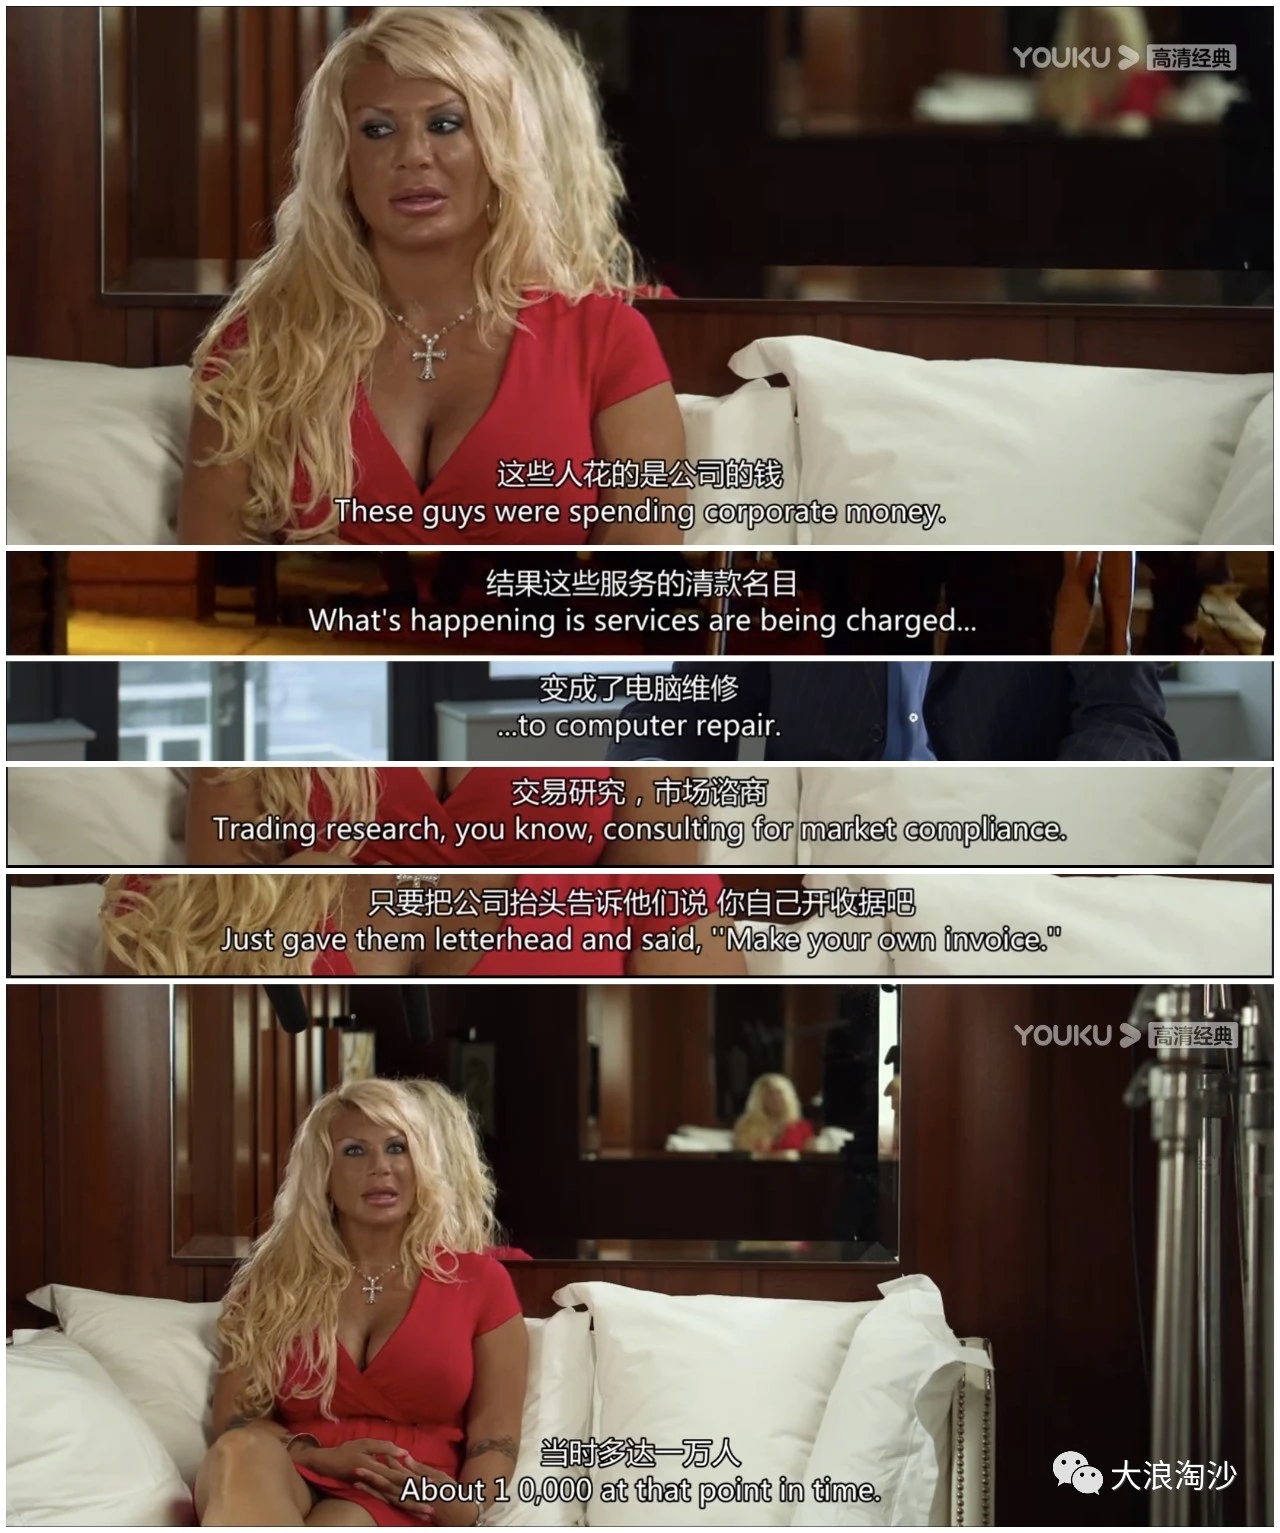 YOUKU 高清经典
这些人花的是公司的钱
These guys were spending corporate money.
结果这些服务的清款名目
What's happening is services are being charged...
变成了电脑维修
...to computer repair.
交易研究，市场谘商
Trading research, you know, consulting for market compliance.
只要把公司抬头告诉他们说 你自己开收据吧
Just gave them letterhead and said, "Make your own invoice."
YOUKU 高清经典
当时多达一万人
About 1 0,000 at that point in time.
大浪淘沙